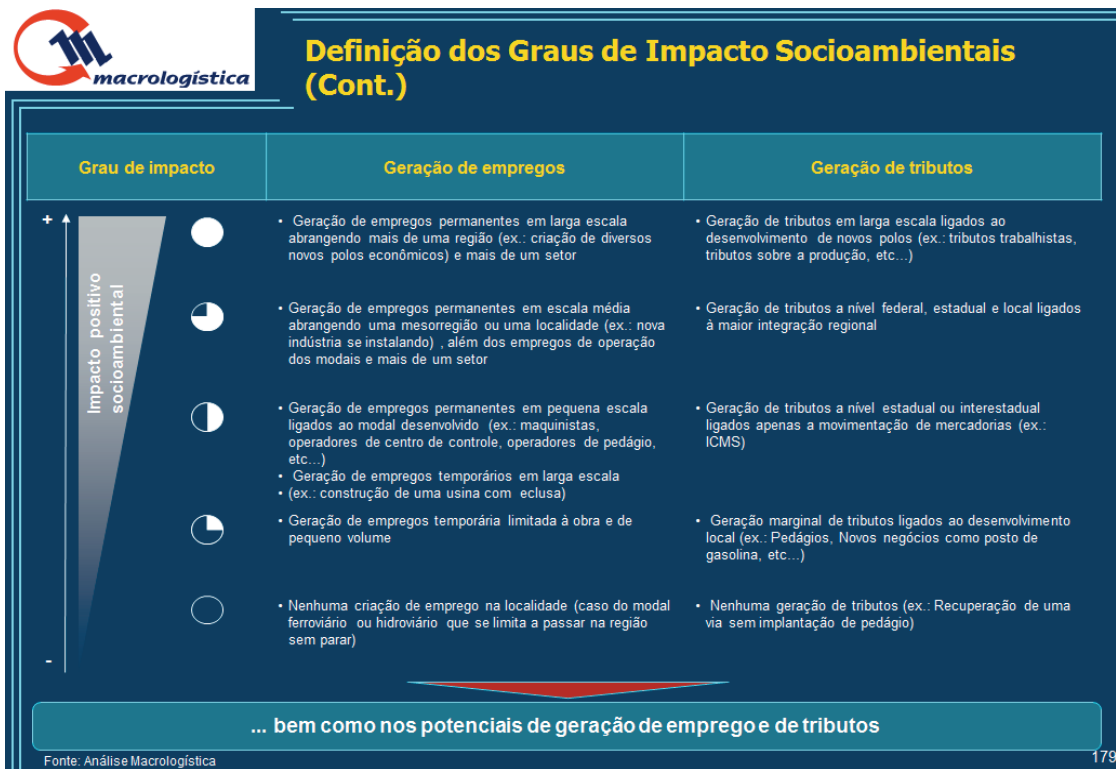 macrologística
Definição dos Graus de Impacto Socioambientais
(Cont.)
Grau de impacto
Geração de empregos
Geração de tributos
+
Impacto positivo
socioambiental
-
• Geração de empregos permanentes em larga escala
abrangendo mais de uma região (ex.: criação de diversos
novos polos econômicos) e mais de um setor
• Geração de tributos em larga escala ligados ao
desenvolvimento de novos polos (ex.: tributos trabalhistas,
tributos sobre a produção, etc...)
• Geração de empregos permanentes em escala média
abrangendo uma mesorregião ou uma localidade (ex.: nova
indústria se instalando) , além dos empregos de operação
dos modais e mais de um setor
• Geração de tributos a nível federal, estadual e local ligados
à maior integração regional
• Geração de empregos permanentes em pequena escala
ligados ao modal desenvolvido (ex.: maquinistas,
operadores de centro de controle, operadores de pedágio,
etc...)
• Geração de empregos temporários em larga escala
• (ex.: construção de uma usina com eclusa)
• Geração de tributos a nível estadual ou interestadual
ligados apenas a movimentação de mercadorias (ex.:
ICMS)
• Geração de empregos temporária limitada à obra e de
pequeno volume
• Geração marginal de tributos ligados ao desenvolvimento
local (ex.: Pedágios, Novos negócios como posto de
gasolina, etc...)
• Nenhuma criação de emprego na localidade (caso do modal
ferroviário ou hidroviário que se limita a passar na região
sem parar)
• Nenhuma geração de tributos (ex.: Recuperação de uma
via sem implantação de pedágio)
... bem como nos potenciais de geração de emprego e de tributos
Fonte: Análise Macrologística
179